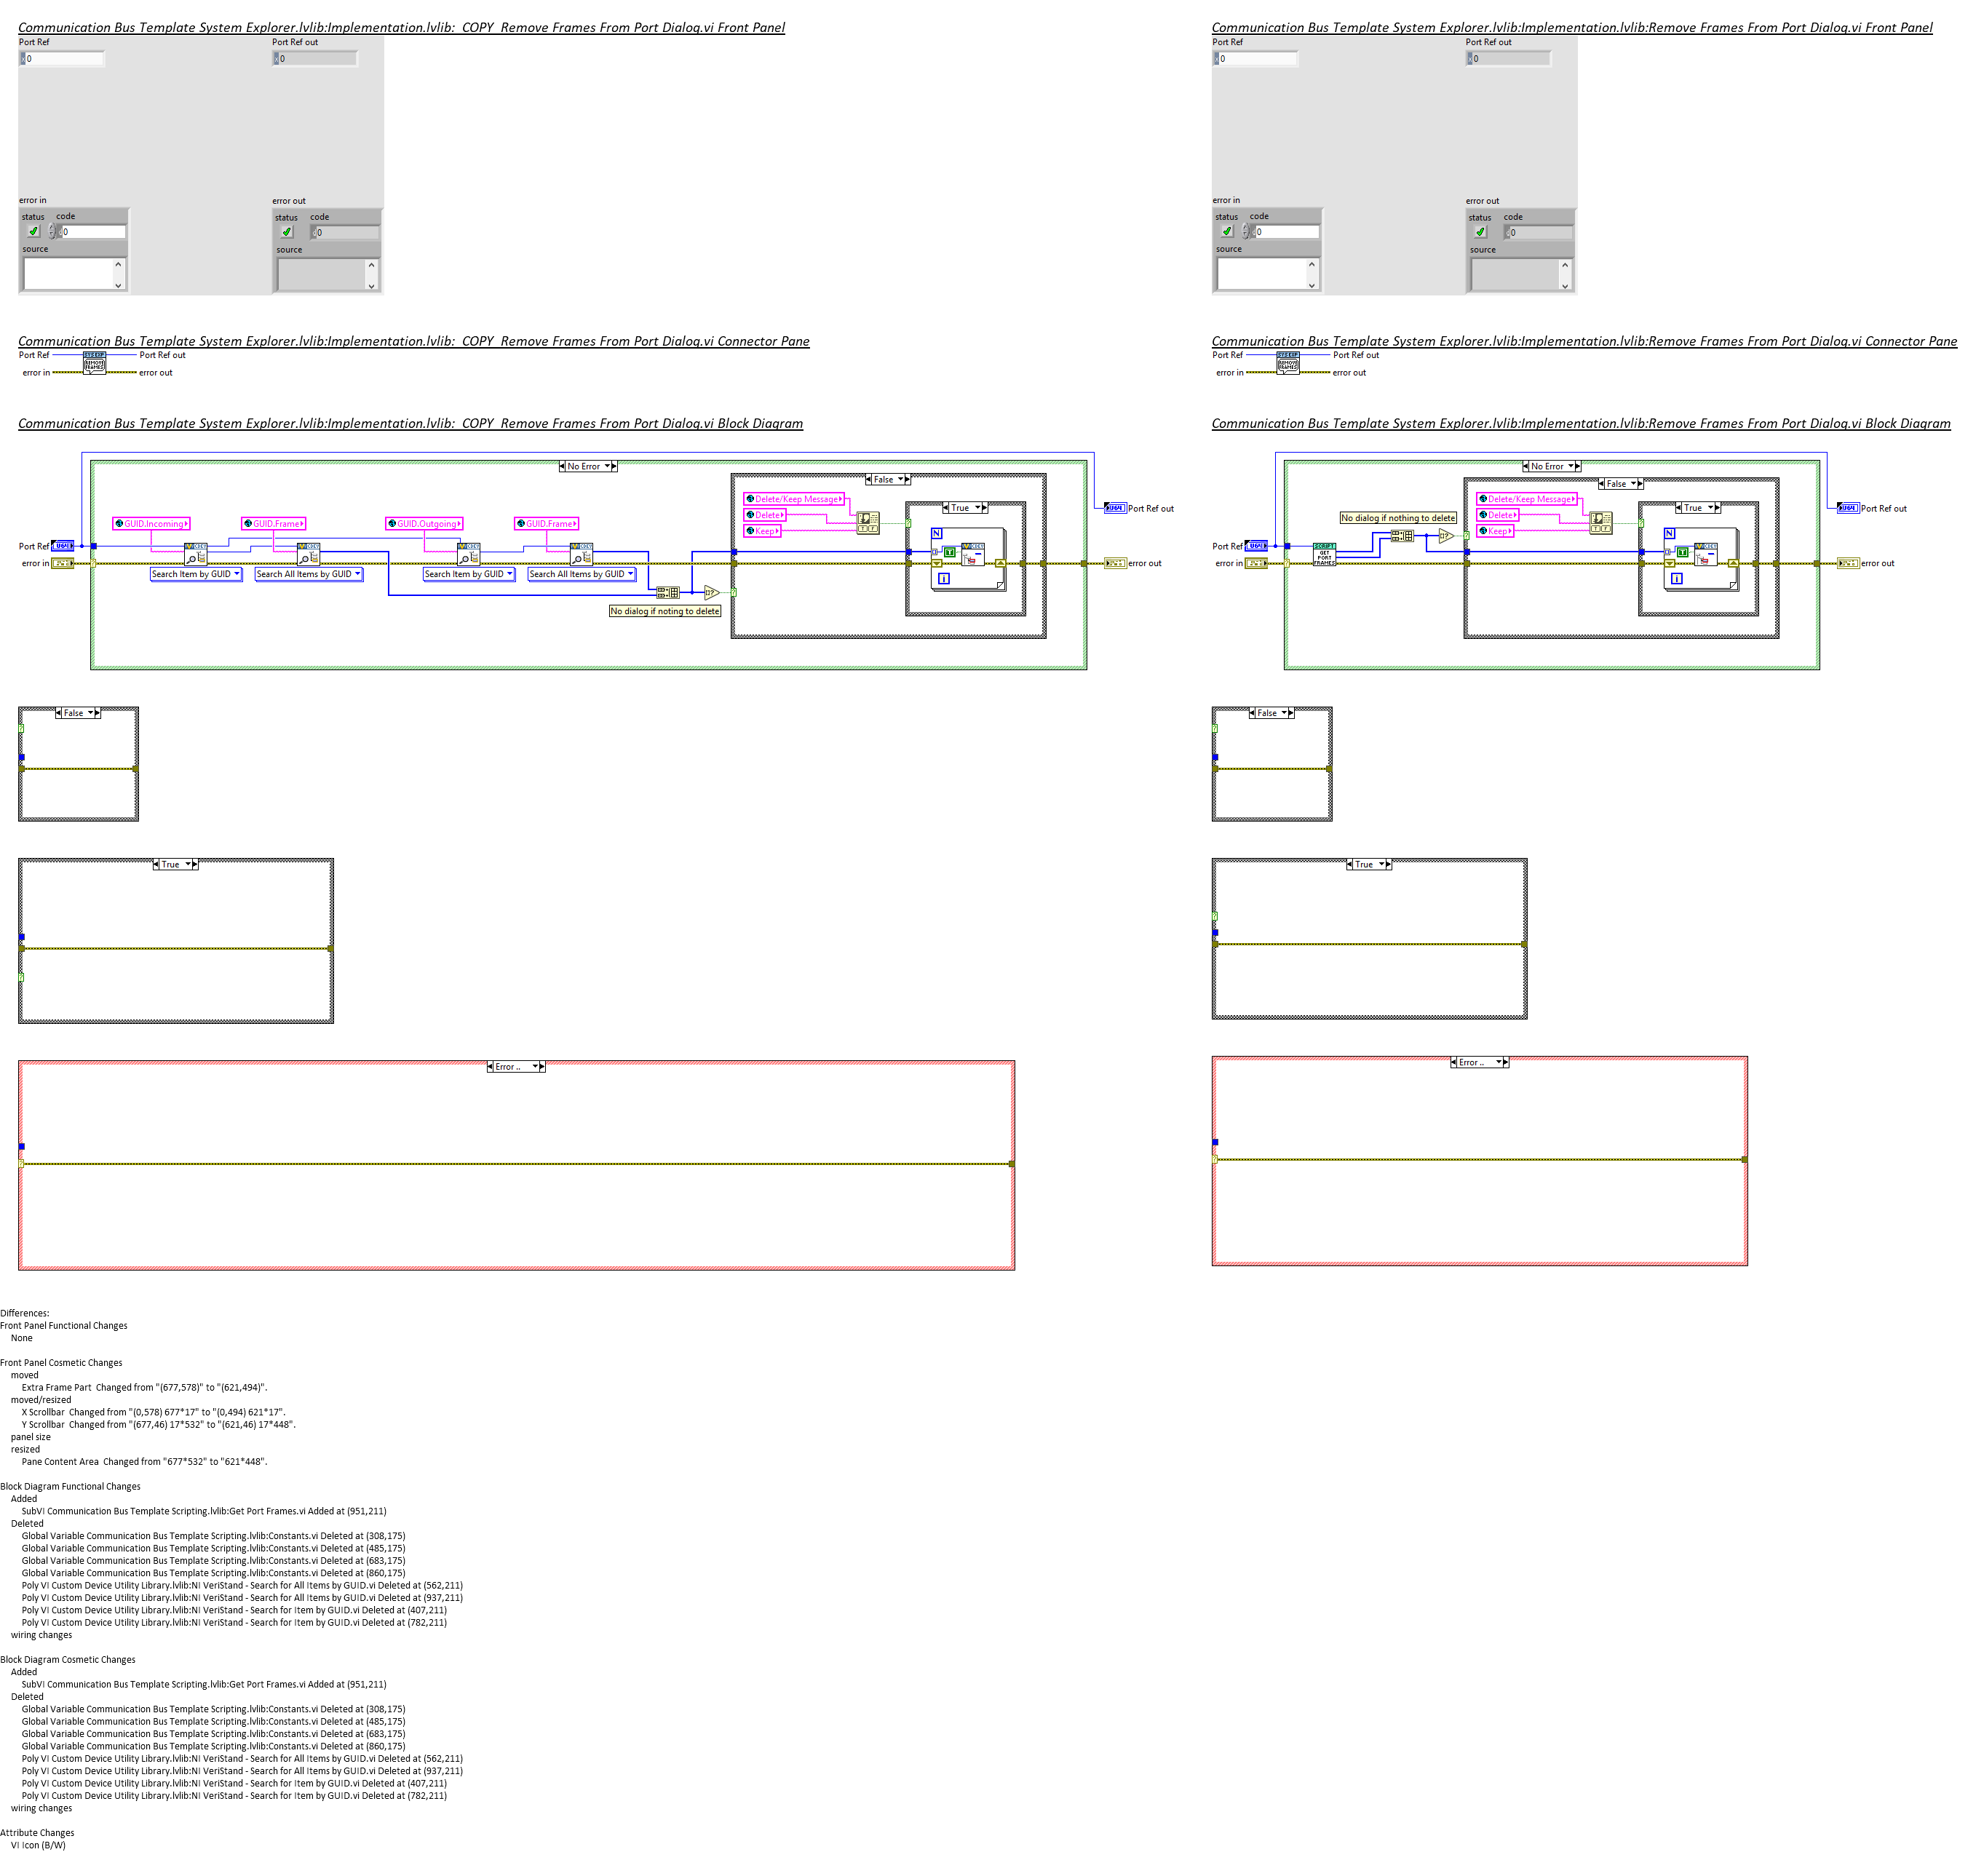 Communication Bus Template System Explorer.lvlib:Implementation.lvlib:  COPY  Remove Frames From Port Dialog.vi Front Panel
Port Ref
Port Ref out
0
0
error in
error out
status code
status code
0
0
source
source
Communication Bus Template System Explorer.lvlib:Implementation.lvlib:  COPY  Remove Frames From Port Dialog.vi Connector Pane
Port Ref
Port Ref out
error in
error out
Communication Bus Template System Explorer.lvlib:Implementation.lvlib:  COPY  Remove Frames From Port Dialog.vi Block Diagram
No Error
False
Delete/Keep Message
Delete
Keep
True
GUID.Incoming
GUID.Frame
GUID.Outgoing
GUID.Frame
Port Ref
error in
Search Item by GUID
Search All Items by GUID
Search Item by GUID
Search All Items by GUID
No dialog if noting to delete
N
T
i
Port Ref out
error out
False
True
Error ..
Communication Bus Template System Explorer.lvlib:Implementation.lvlib:Remove Frames From Port Dialog.vi Front Panel
Port Ref
Port Ref out
0
0
error in
error out
status code
status code
0
0
source
source
Communication Bus Template System Explorer.lvlib:Implementation.lvlib:Remove Frames From Port Dialog.vi Connector Pane
Port Ref
Port Ref out
error in
error out
Communication Bus Template System Explorer.lvlib:Implementation.lvlib:Remove Frames From Port Dialog.vi Block Diagram
No Error
False
Delete/Keep Message
Delete
Keep
True
No dialog if nothing to delete
Port Ref
error in
SCRIPT
GET
PORT
FRAMES
N
T
i
Port Ref out
error out
False
True
Error ..
Differences:
Front Panel Functional Changes
None
Front Panel Cosmetic Changes
moved
Extra Frame Part  Changed from "(677,578)" to "(621,494)".
moved/resized
X Scrollbar  Changed from "(0,578) 677*17" to "(0,494) 621*17".
Y Scrollbar  Changed from "(677,46) 17*532" to "(621,46) 17*448".
panel size
resized
Pane Content Area  Changed from "677*532" to "621*448".
Block Diagram Functional Changes
Added
SubVI Communication Bus Template Scripting.lvlib:Get Port Frames.vi Added at (951,211)
Deleted
Global Variable Communication Bus Template Scripting.lvlib:Constants.vi Deleted at (308,175)
Global Variable Communication Bus Template Scripting.lvlib:Constants.vi Deleted at (485,175)
Global Variable Communication Bus Template Scripting.lvlib:Constants.vi Deleted at (683,175)
Global Variable Communication Bus Template Scripting.lvlib:Constants.vi Deleted at (860,175)
Poly VI Custom Device Utility Library.lvlib:NI VeriStand - Search for All Items by GUID.vi Deleted at (562,211)
Poly VI Custom Device Utility Library.lvlib:NI VeriStand - Search for All Items by GUID.vi Deleted at (937,211)
Poly VI Custom Device Utility Library.lvlib:NI VeriStand - Search for Item by GUID.vi Deleted at (407,211)
Poly VI Custom Device Utility Library.lvlib:NI VeriStand - Search for Item by GUID.vi Deleted at (782,211)
wiring changes
Block Diagram Cosmetic Changes
Added
SubVI Communication Bus Template Scripting.lvlib:Get Port Frames.vi Added at (951,211)
Deleted
Global Variable Communication Bus Template Scripting.lvlib:Constants.vi Deleted at (308,175)
Global Variable Communication Bus Template Scripting.lvlib:Constants.vi Deleted at (485,175)
Global Variable Communication Bus Template Scripting.lvlib:Constants.vi Deleted at (683,175)
Global Variable Communication Bus Template Scripting.lvlib:Constants.vi Deleted at (860,175)
Poly VI Custom Device Utility Library.lvlib:NI VeriStand - Search for All Items by GUID.vi Deleted at (562,211)
Poly VI Custom Device Utility Library.lvlib:NI VeriStand - Search for All Items by GUID.vi Deleted at (937,211)
Poly VI Custom Device Utility Library.lvlib:NI VeriStand - Search for Item by GUID.vi Deleted at (407,211)
Poly VI Custom Device Utility Library.lvlib:NI VeriStand - Search for Item by GUID.vi Deleted at (782,211)
wiring changes
Attribute Changes
VI Icon (B/W)